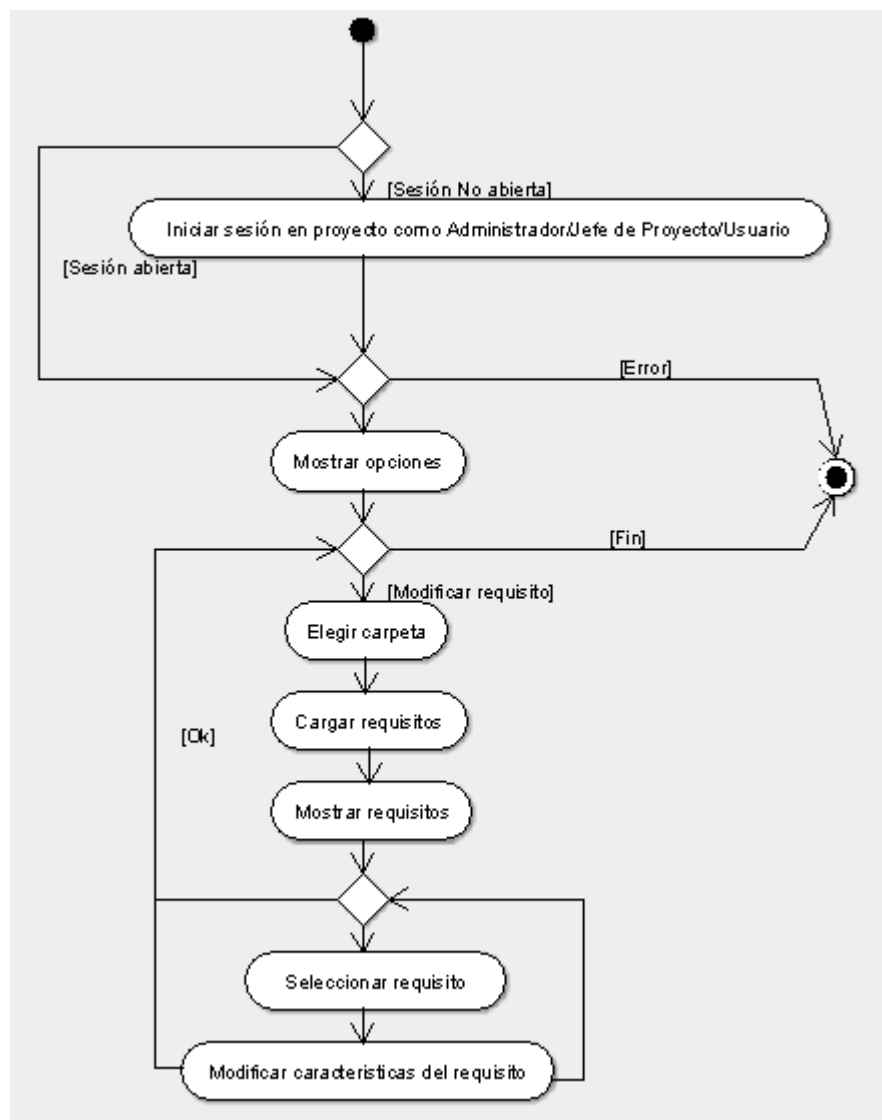 [Sesión No abierta]
Iniciar sesión en proyecto como Administrador/Jefe de Proyecto/Usuario
[Sesión abierta]
[Error]
Mostrar opciones
[Fin]
[Modificar requisito]
Elegir carpeta
Cargar requisitos
[Ok]
Mostrar requisitos
Seleccionar requisito
Modificar caracteristicas del requisito